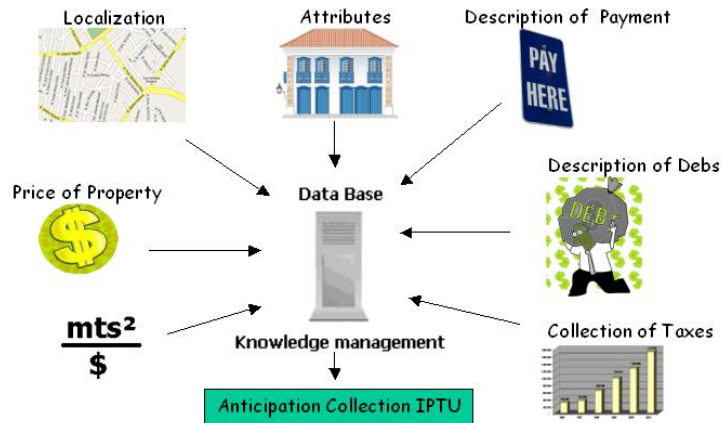 Localization
Attributes
Description of Payment
PAY
HERE
Description of Debs
DEBT
Price of Property
$
Data Base
mts²
$
Knowledge management
Collection of Taxes
Anticipation Collection IPTU